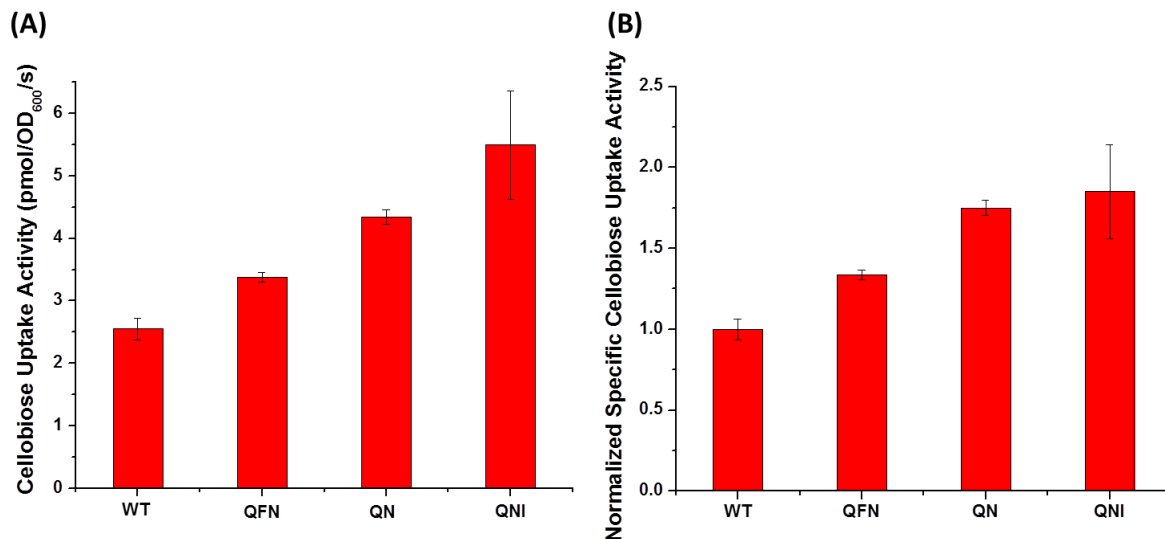 (A)
Cellobiose Uptake Activity (pmol/OD600/s)
6
5
4
3
2
1
0
WT QFN QN QNI
(B)
Normalized Specific Cellobiose Uptake Activity
2.5
2.0
1.5
1.0
0.5
0.0
WT QFN QN QNI